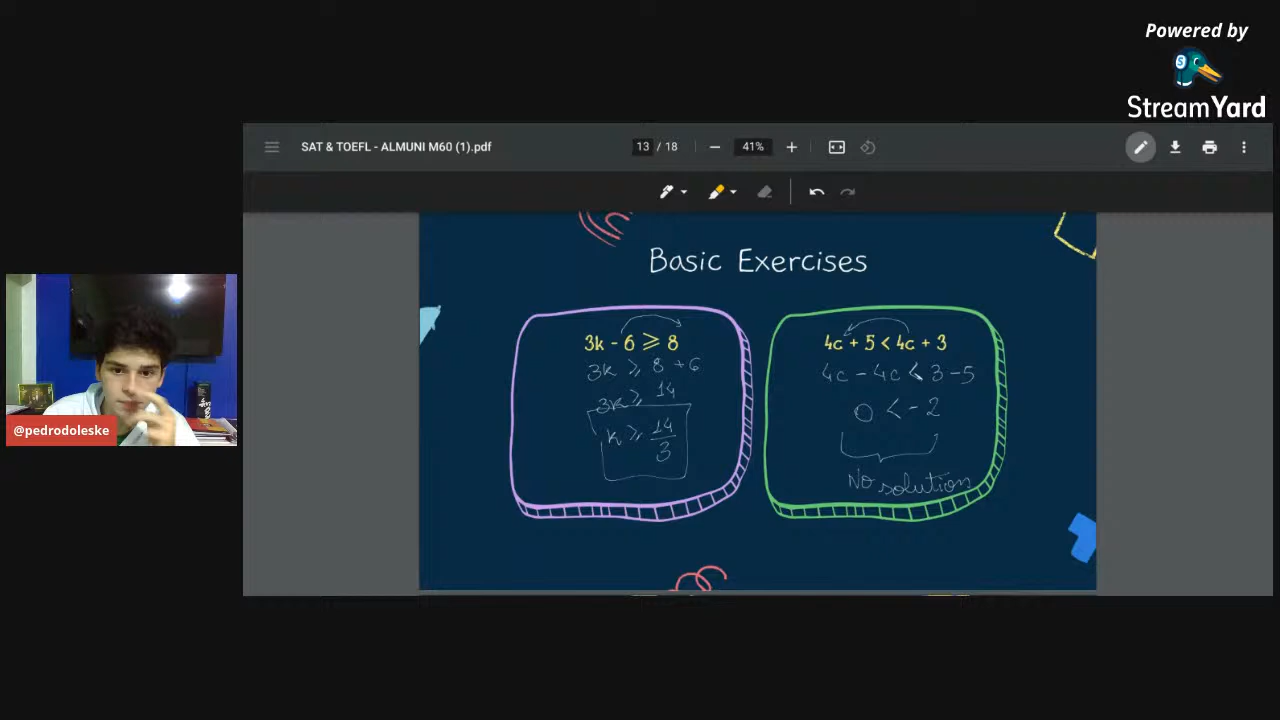 Powered by
StreamYard
SAT & TOEFL - ALMUNI M60 (1).pdf
13 / 18
41%
Basic Exercises
3k - 6 ⩾ 8
3k ⩾ 8 + 6
3k ⩾ 14
k ⩾ 14/3
4c + 5 < 4c + 3
4c - 4c < 3 - 5
0 < - 2
No solution
@pedrodoleske